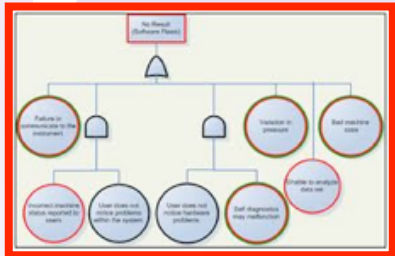 No Result
(Software Reads)
Failure to
communicate to the
instrument
Variation in
pressure
Bad machine
state
Unable to analyze
data set
Incorrect machine
status reported to
users
User does not
notice problems
within the system
User does not
notice hardware
problems
Self diagnostics
may malfunction